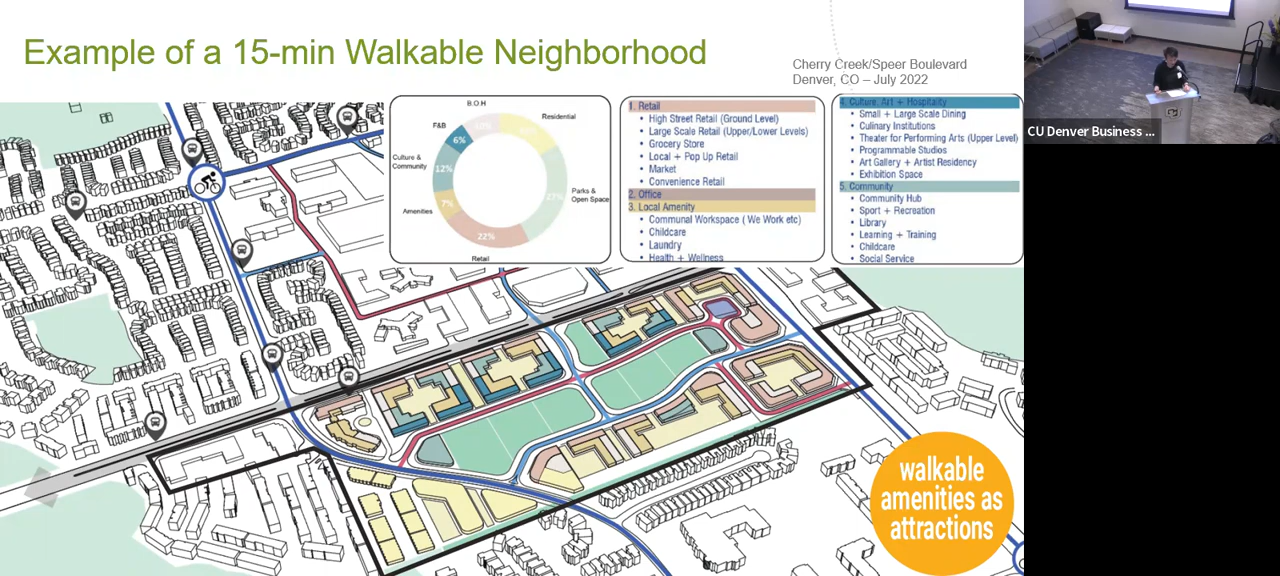 Example of a 15-min Walkable Neighborhood
Cherry Creek/Speer Boulevard
Denver, CO – July 2022
B.O.H
Residential
F&B
6%
Culture &
Community
12%
Parks &
Open Space
27%
Amenities
7%
22%
Retail
1. Retail
• High Street Retail (Ground Level)
• Large Scale Retail (Upper/Lower Levels)
• Grocery Store
• Local + Pop Up Retail
• Market
• Convenience Retail
2. Office
3. Local Amenity
• Communal Workspace ( We Work etc)
• Childcare
• Laundry
• Health + Wellness
4. Culture, Art + Hospitality
• Small + Large Scale Dining
• Culinary Institutions
• Theater for Performing Arts (Upper Level)
• Programmable Studios
• Art Gallery + Artist Residency
• Exhibition Space
5. Community
• Community Hub
• Sport + Recreation
• Library
• Learning + Training
• Childcare
• Social Service
walkable
amenities as
attractions
CU Denver Business ...